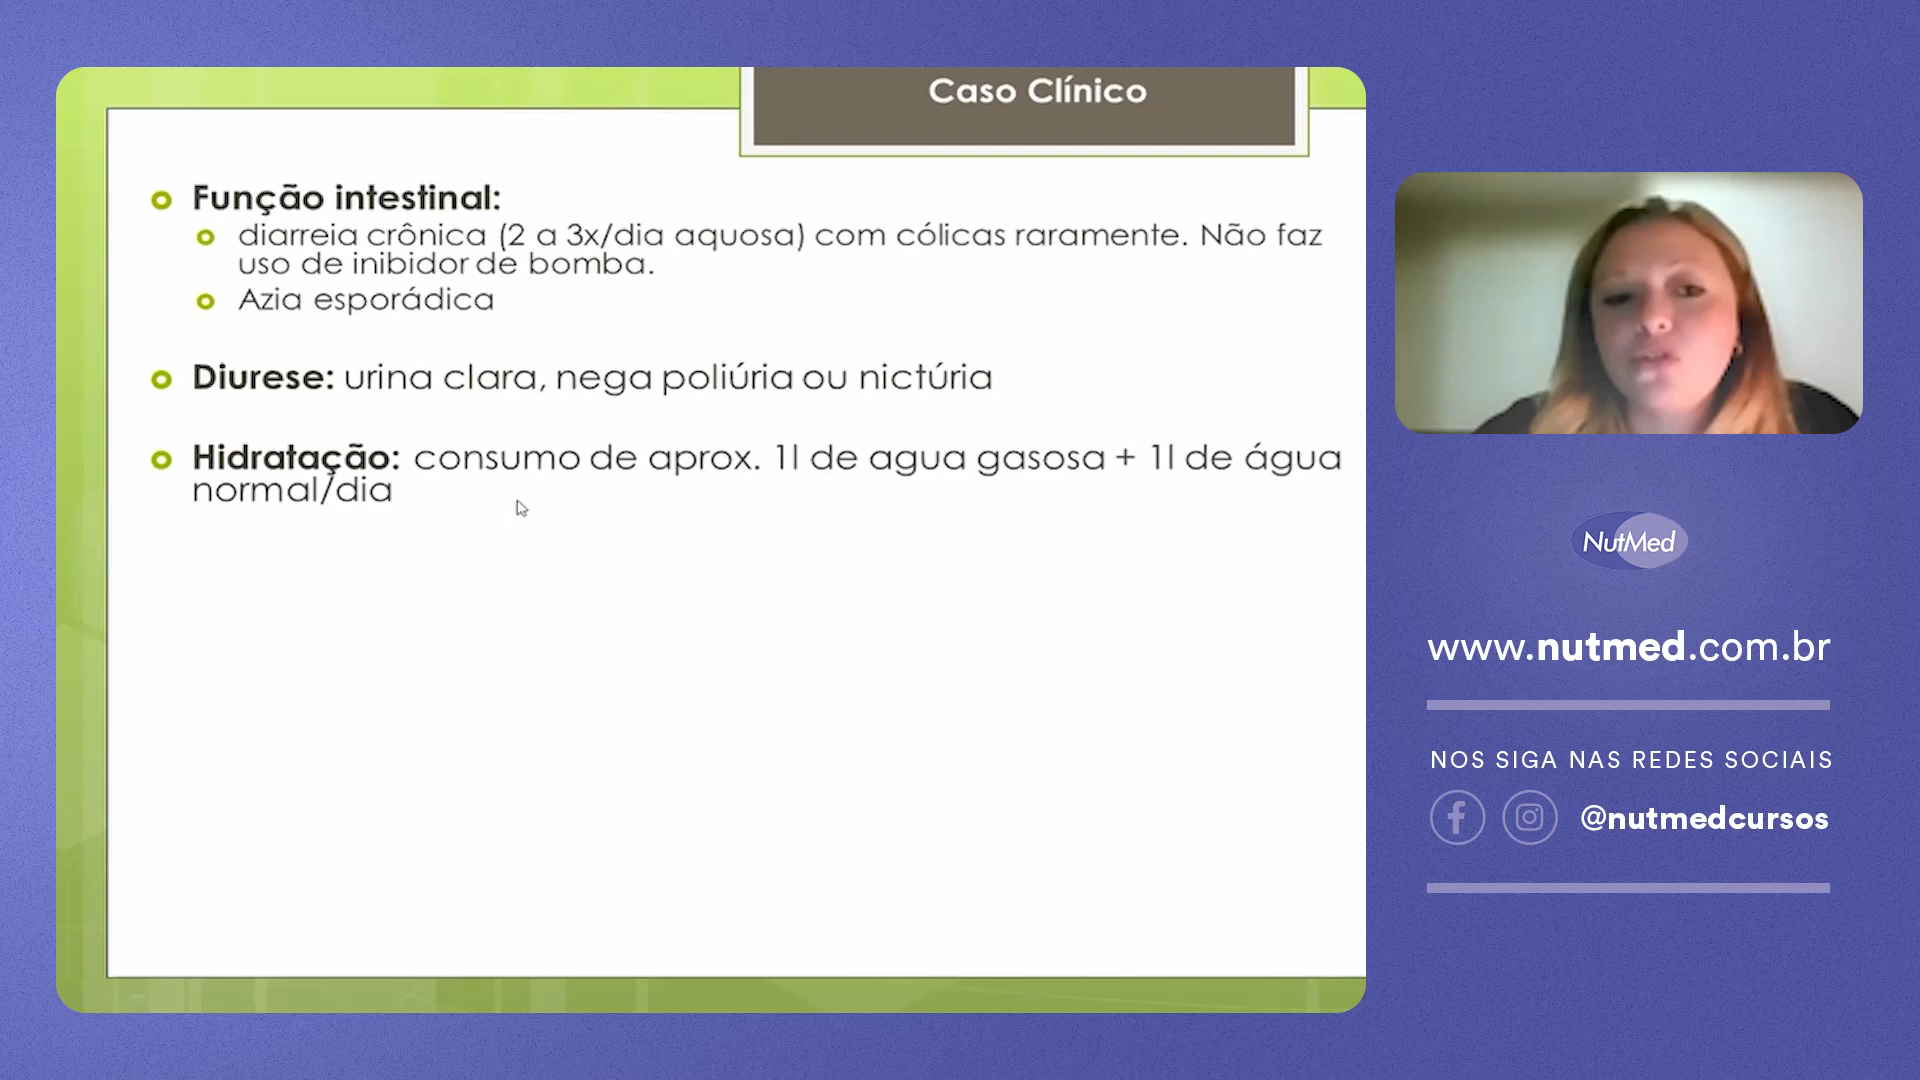 Caso Clínico
Função intestinal:
diarreia crônica (2 a 3x/dia aquosa) com cólicas raramente. Não faz
uso de inibidor de bomba.
Azia esporádica
Diurese: urina clara, nega poliúria ou nictúria
Hidratação: consumo de aprox. 1l de agua gasosa + 1l de água
normal/dia
NutMed
www.nutmed.com.br
NOS SIGA NAS REDES SOCIAIS
@nutmedcursos